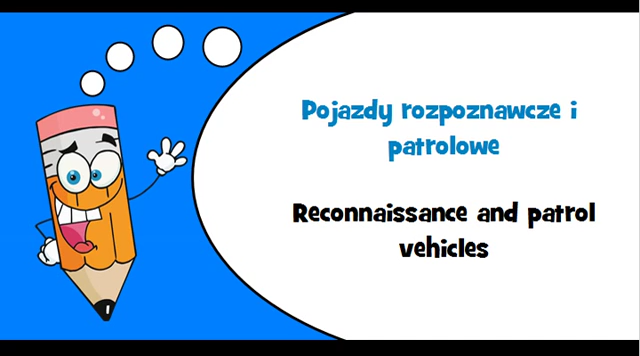 Pojazdy rozpoznawcze i
patrolowe
Reconnaissance and patrol
vehicles